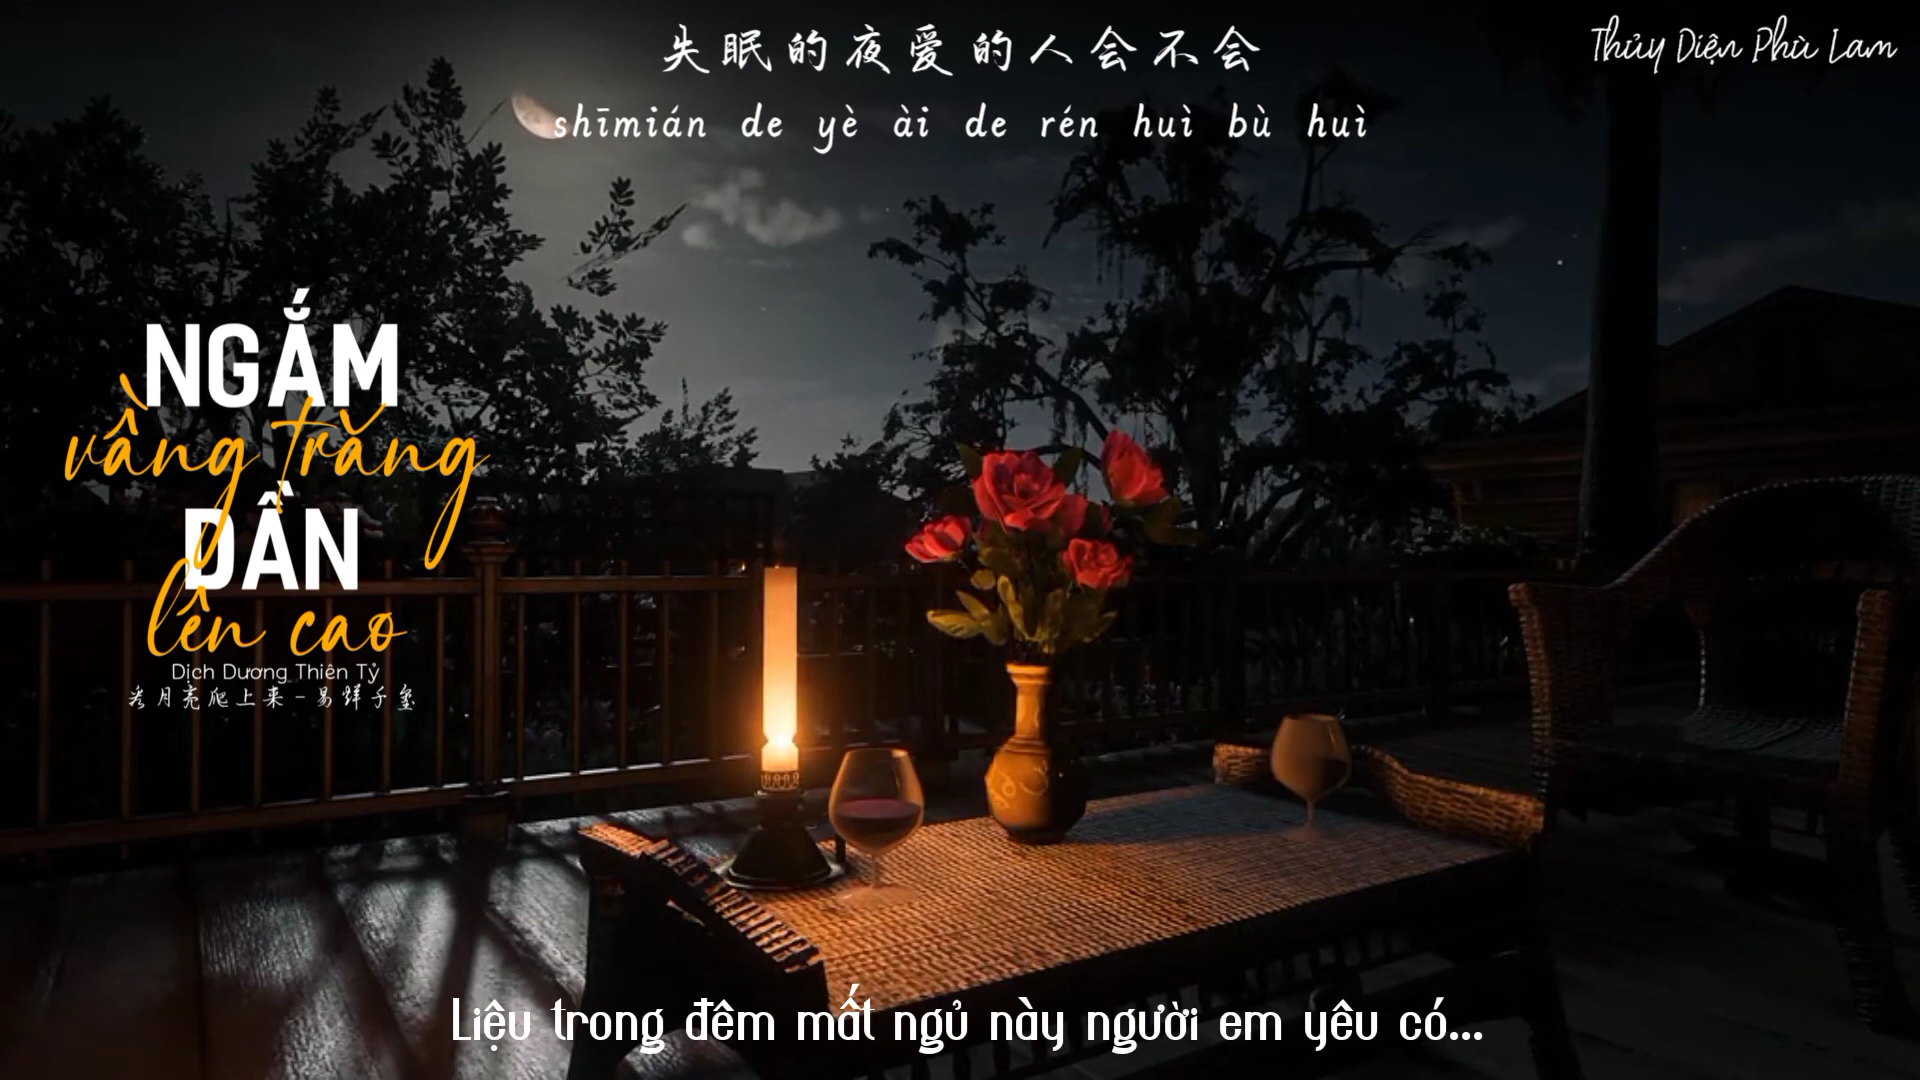 失眠的夜爱的人会不会
Thủy Diện Phù Lam
shīmián de yè ài de rén huì bù huì
NGẮM
vầng trăng
DẦN
lên cao
Dịch Dương Thiên Tỷ
看月亮爬上来 - 易烊千玺
Liệu trong đêm mất ngủ này người em yêu có...